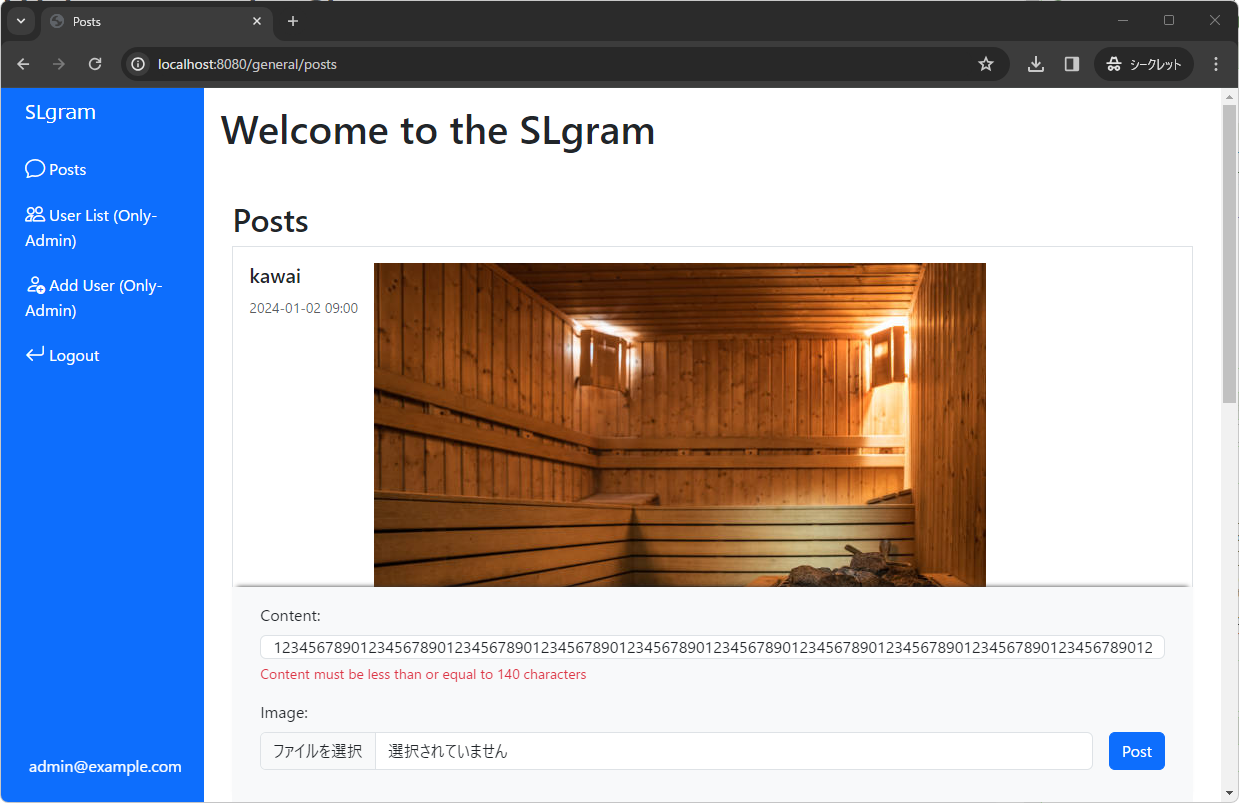 Posts
localhost:8080/general/posts
シークレット
SLgram
Posts
User List (Only-
Admin)
Add User (Only-
Admin)
Logout
admin@example.com
Welcome to the SLgram
Posts
kawai
2024-01-02 09:00
Content:
123456789012345678901234567890123456789012345678901234567890123456789012345678901234567890123456789012
Content must be less than or equal to 140 characters
Image:
ファイルを選択 選択されていません
Post